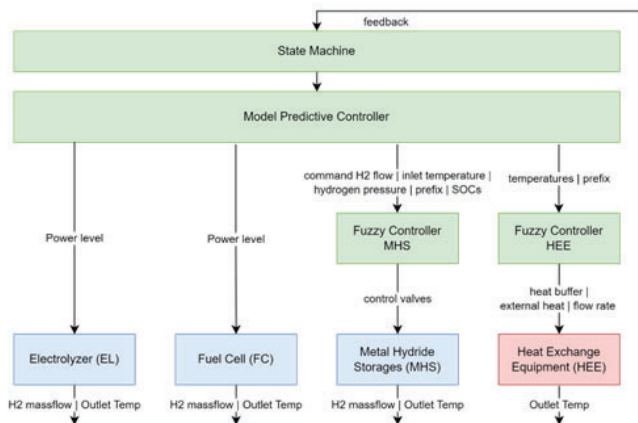 feedback
State Machine
Model Predictive Controller
command H2 flow | inlet temperature |
hydrogen pressure | prefix | SOCs
temperatures | prefix
Power level
Power level
Fuzzy Controller
MHS
Fuzzy Controller
HEE
control valves
heat buffer |
external heat | flow rate
Electrolyzer (EL)
Fuel Cell (FC)
Metal Hydride
Storages (MHS)
Heat Exchange
Equipment (HEE)
H2 massflow | Outlet Temp
H2 massflow | Outlet Temp
H2 massflow | Outlet Temp
Outlet Temp